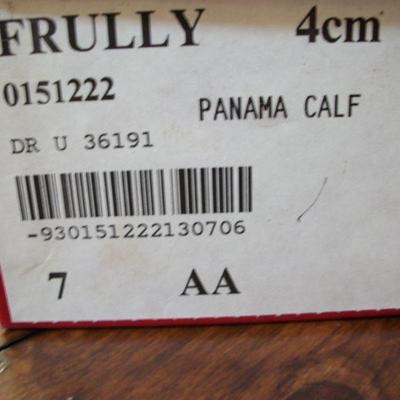 FRULLY 4cm
0151222
PANAMA CALF
DR U 36191
-930151222130706
7 AA